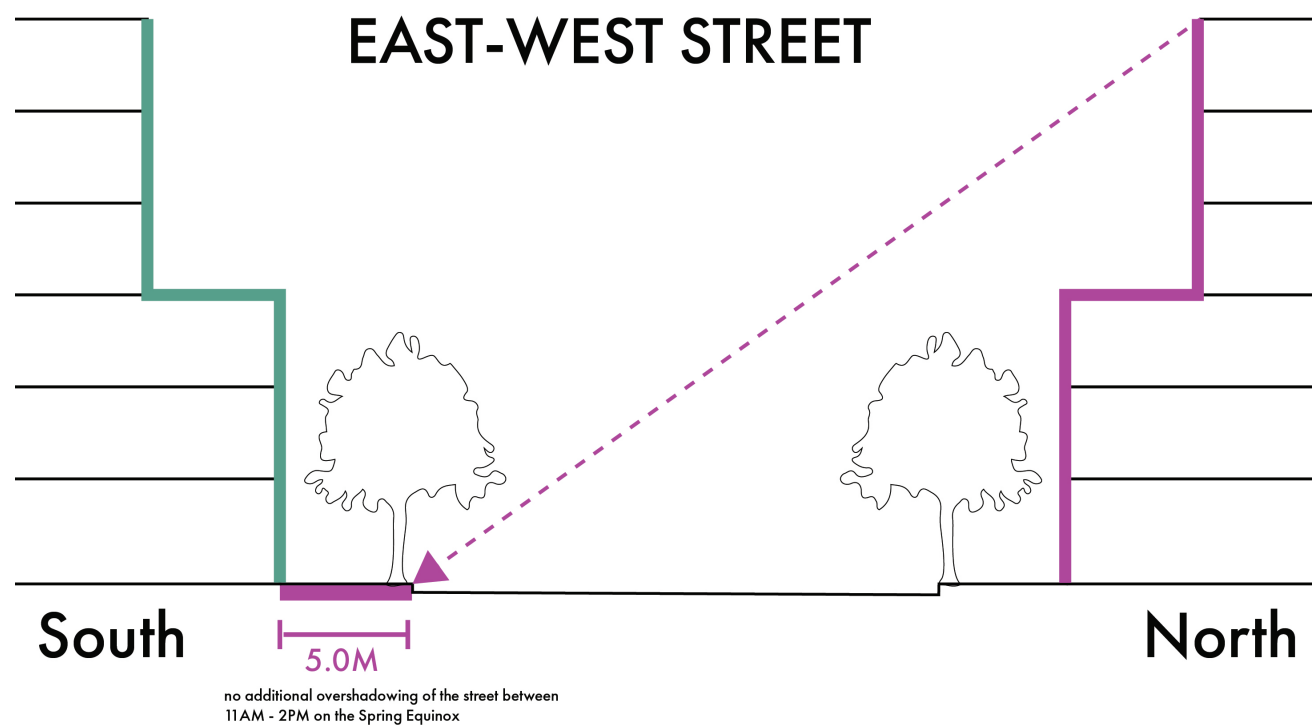 EAST-WEST STREET
South
North
5.0M
no additional overshadowing of the street between
11AM - 2PM on the Spring Equinox